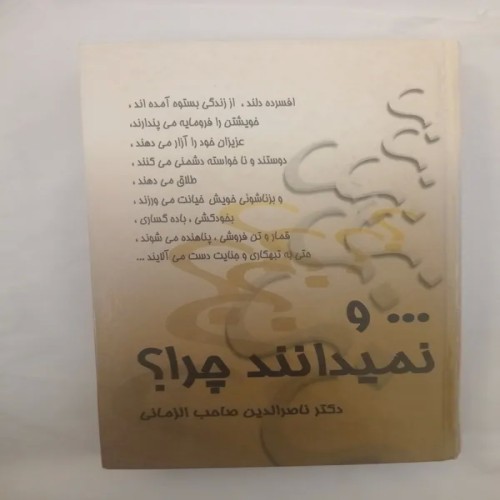 افسرده دلند ، از زندگی بستوه آمده اند ،
خویشتن را فرومایه می پندارند،
عزیزان خود را آزار می دهند ،
دوستند و نا خواسته دشمنی می کنند ،
طلاق می دهند ،
و بزناشوئی خویش خیانت می ورزند ،
بخودکشی ، باده گساری ،
قمار و تن فروشی ، پناهنده می شوند ،
حتی به تبهکاری و جنایت دست می آلایند ...
... و
نمیدانند چرا؟
دکتر ناصرالدین صاحب الزمانی